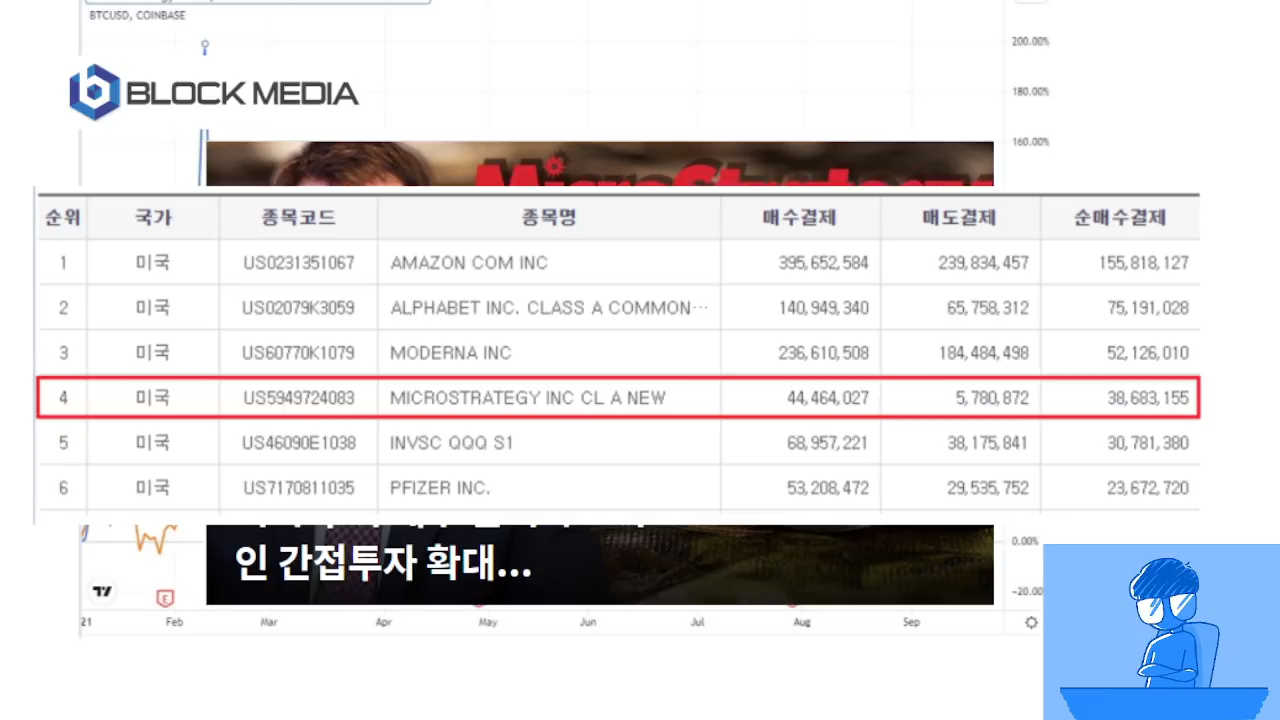 BTCUSD, COINBASE
200.00%
BLOCK MEDIA
180.00%
160.00%
순위 국가 종목코드 종목명 매수결제 매도결제 순매수결제
1 미국 US0231351067 AMAZON COM INC 395,652,584 239,834,457 155,818,127
2 미국 US02079K3059 ALPHABET INC. CLASS A COMMON··· 140,949,340 65,758,312 75,191,028
3 미국 US60770K1079 MODERNA INC 236,610,508 184,484,498 52,126,010
4 미국 US5949724083 MICROSTRATEGY INC CL A NEW 44,464,027 5,780,872 38,683,155
5 미국 US46090E1038 INVSC QQQ S1 68,957,221 38,175,841 30,781,380
6 미국 US7170811035 PFIZER INC. 53,208,472 29,535,752 23,672,720
인 간접투자 확대...
0.00%
-20.00
E
21 Feb Mar Apr May Jun Jul Aug Sep